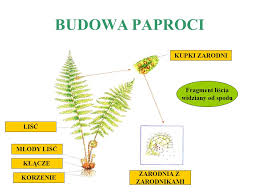 BUDOWA PAPROCI
KUPKI ZARODNI
Fragment liścia
widziany od spodu
LIŚĆ
MŁODY LIŚĆ
KŁĄCZE
KORZENIE
ZARODNIA Z
ZARODNIKAMI